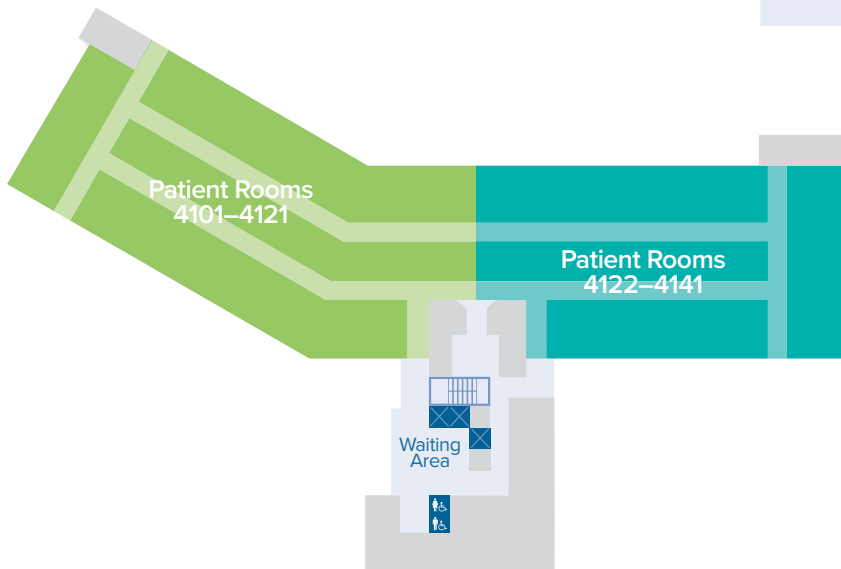 Patient Rooms
4101–4121
Patient Rooms
4122–4141
Waiting
Area